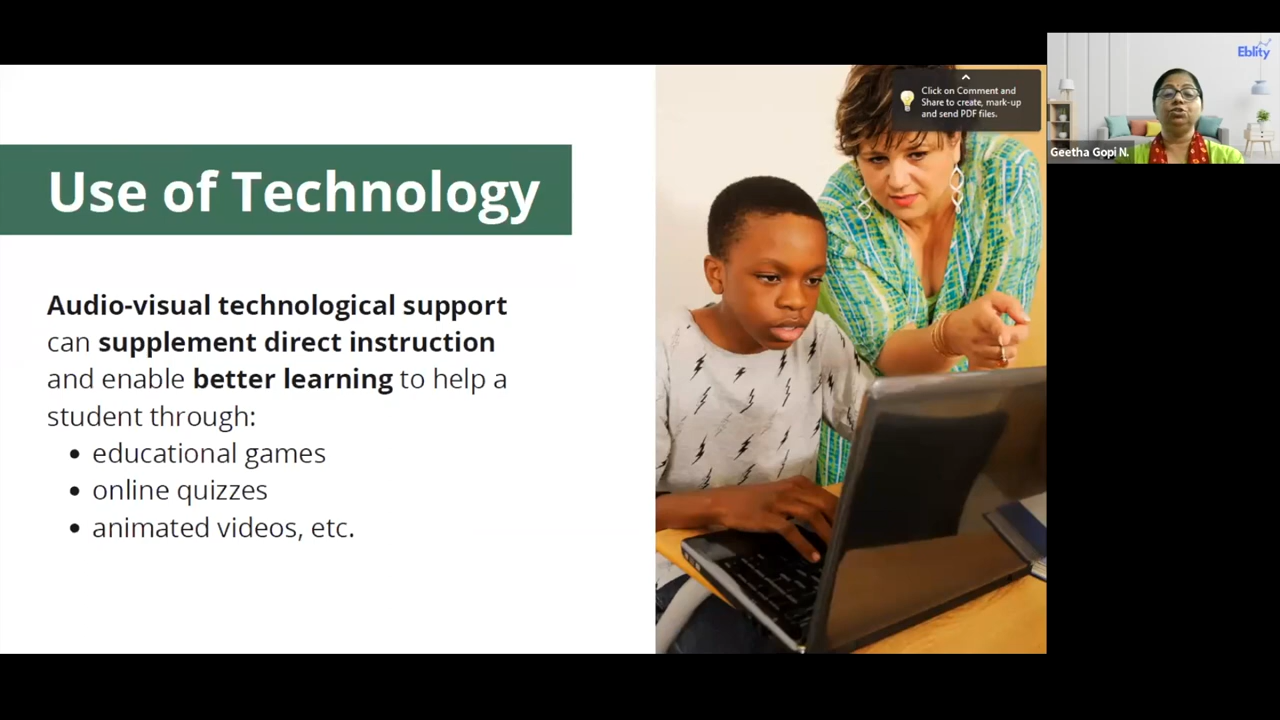 Use of Technology
Audio-visual technological support
can supplement direct instruction
and enable better learning to help a
student through:
• educational games
• online quizzes
• animated videos, etc.
Click on Comment and
Share to create, mark-up
and send PDF files.
Eblity
Geetha Gopi N.